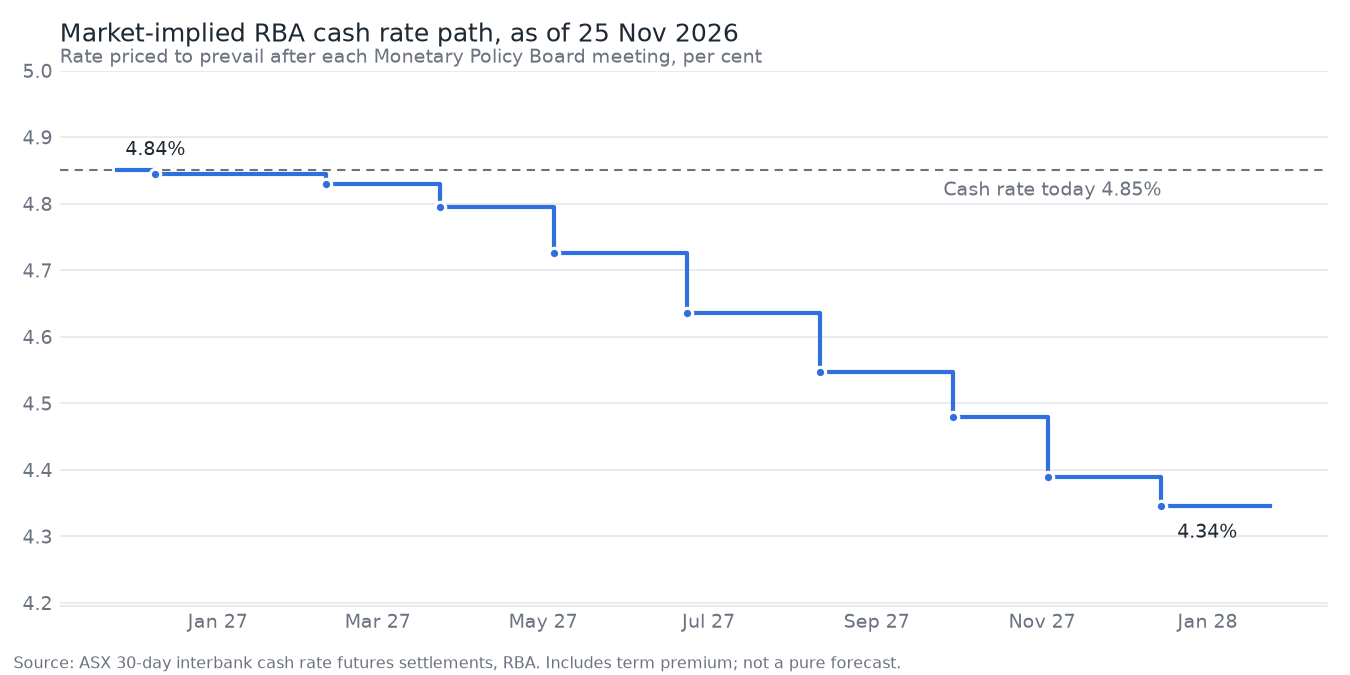 Market-implied RBA cash rate path, as of 25 Nov 2026
Rate priced to prevail after each Monetary Policy Board meeting, per cent
5.0
4.9
4.84%
Cash rate today 4.85%
4.8
4.7
4.6
4.5
4.4
4.3
4.34%
4.2
Jan 27 Mar 27 May 27 Jul 27 Sep 27 Nov 27 Jan 28
Source: ASX 30-day interbank cash rate futures settlements, RBA. Includes term premium; not a pure forecast.